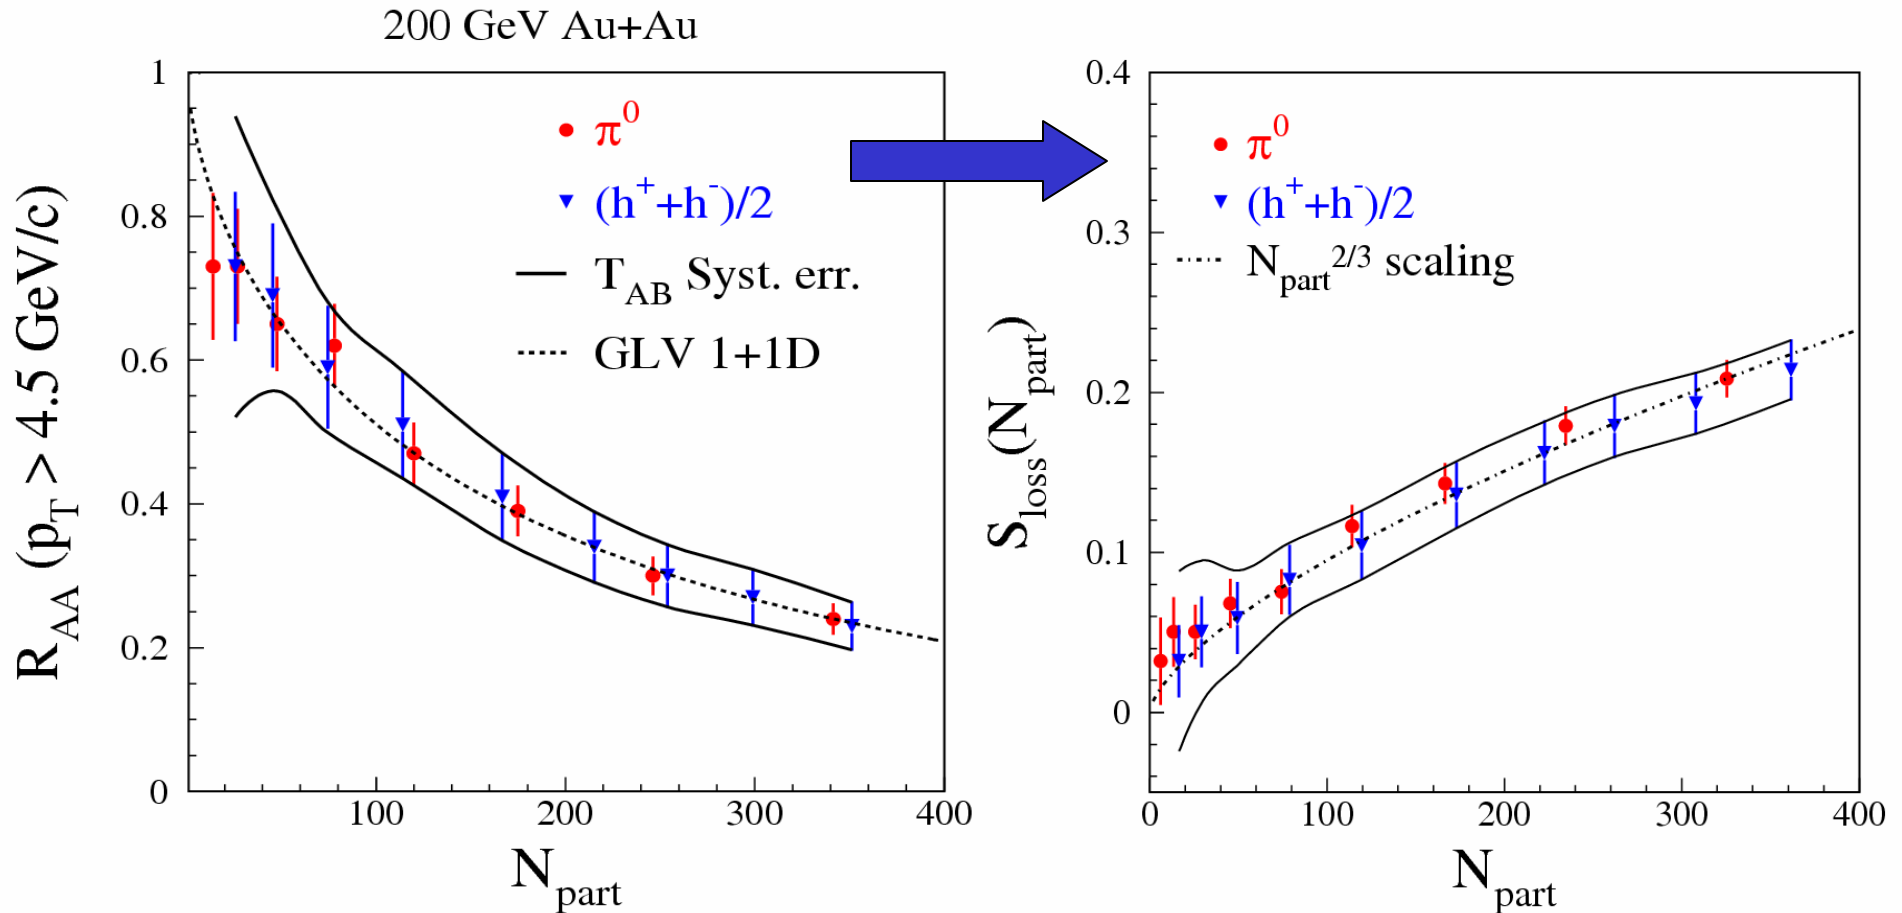 200 GeV Au+Au
R_AA (p_T > 4.5 GeV/c)
1
0.8
0.6
0.4
0.2
0
π^0
(h^+ +h^-)/2
T_AB Syst. err.
GLV 1+1D
100
200
300
400
N_part
S_loss(N_part)
0.4
0.3
0.2
0.1
0
π^0
(h^+ +h^-)/2
N_part^2/3 scaling
0
100
200
300
400
N_part